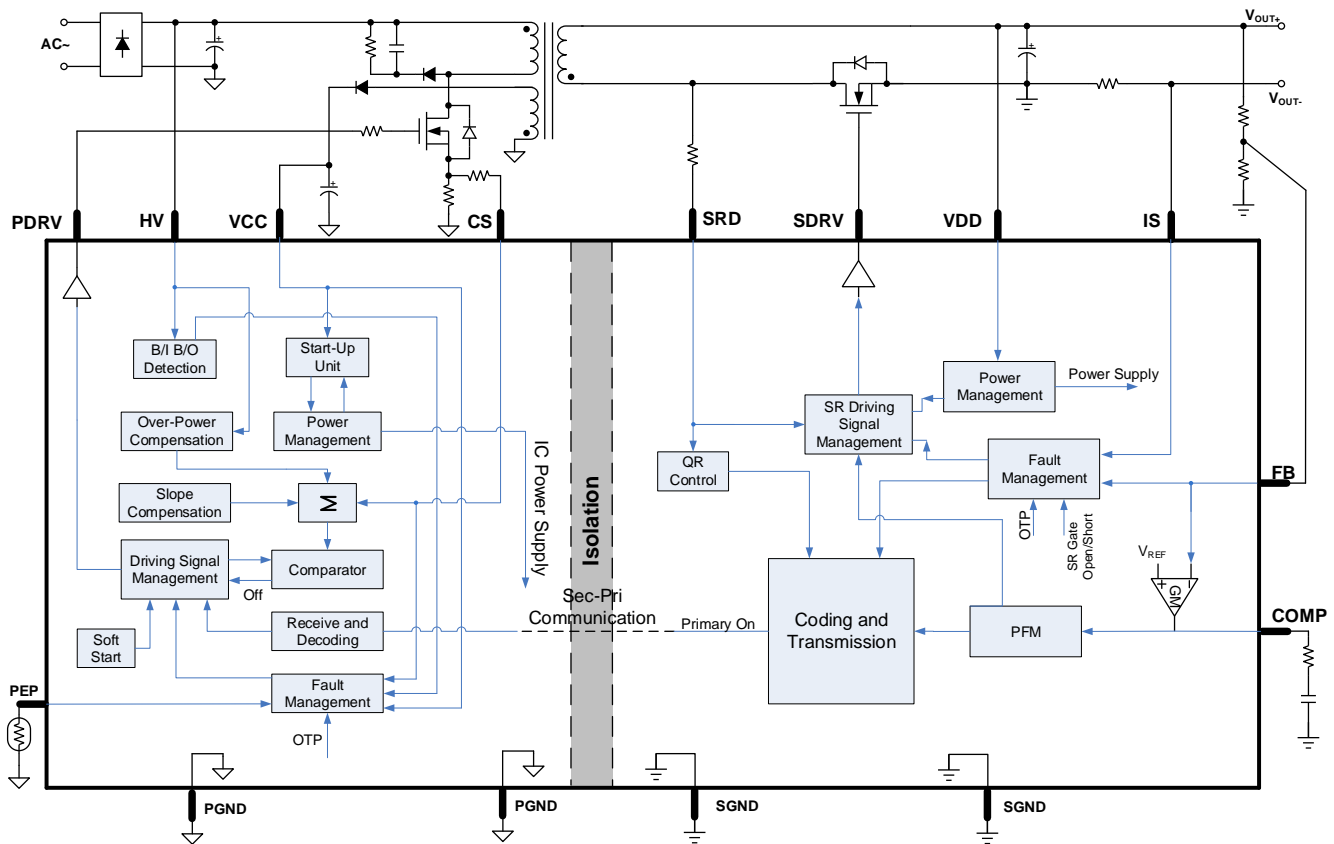 AC~
VOUT+
VOUT-
PDRV
HV
VCC
CS
SRD
SDRV
VDD
IS
B/I B/O
Detection
Start-Up
Unit
Over-Power
Compensation
Power
Management
IC Power Supply
Slope
Compensation
M
Driving Signal
Management
Comparator
Off
Soft
Start
Receive and
Decoding
Fault
Management
OTP
PEP
PGND
PGND
Isolation
Sec-Pri
Communication
Primary On
SR Driving
Signal
Management
Power
Management
Power Supply
QR
Control
Fault
Management
OTP
SR Gate
Open/Short
FB
VREF
+
-
GM
Coding and
Transmission
PFM
COMP
SGND
SGND